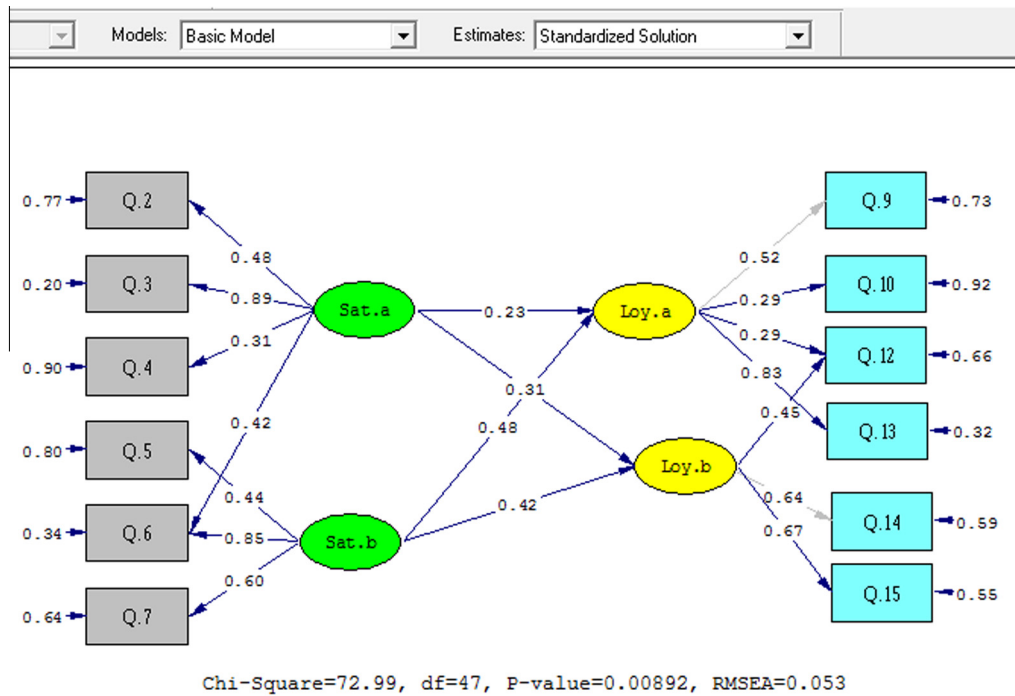 Models: Basic Model Estimates: Standardized Solution
0.77 Q.2 Q.9 0.73
0.48 0.52
0.20 Q.3 0.89 Q.10 0.92
Sat.a 0.23 Loy.a 0.29
0.31 0.29 Q.12 0.66
0.90 Q.4 0.83
0.31 0.45
0.42 0.48 Q.13 0.32
0.80 Q.5
Loy.b
0.44 0.42 0.64
0.34 Q.6 0.85 Sat.b 0.67 Q.14 0.59
0.60
0.64 Q.7 Q.15 0.55
Chi-Square=72.99, df=47, P-value=0.00892, RMSEA=0.053